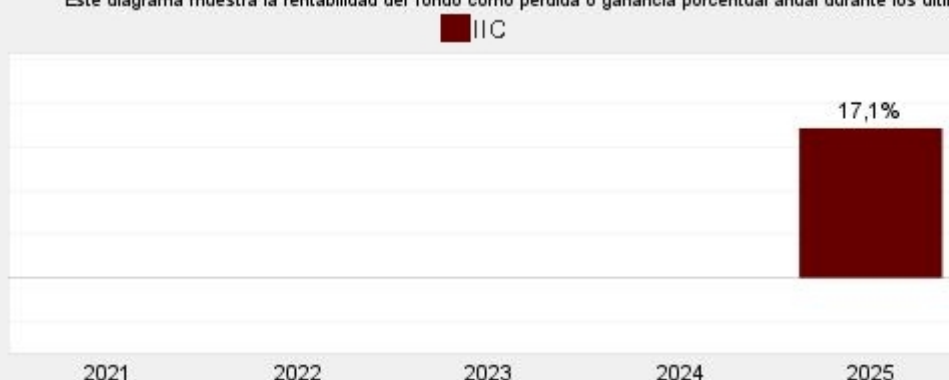 Este diagrama muestra la rentabilidad del fondo como pérdida o ganancia porcentual anual durante los
IIC
17,1%
2021 2022 2023 2024 2025